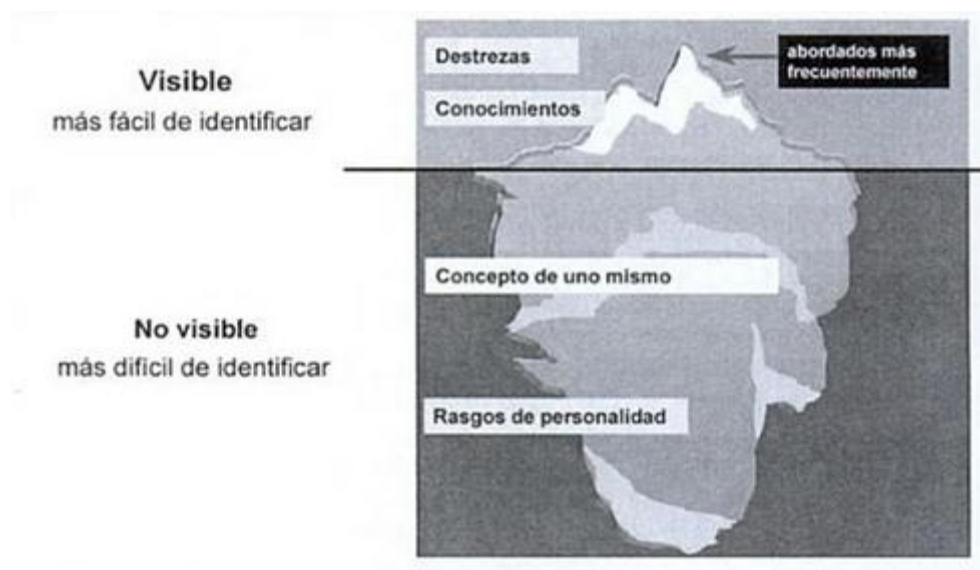 Visible
más fácil de identificar
Destrezas
Conocimientos
abordados más
frecuentemente
No visible
más dificil de identificar
Concepto de uno mismo
Rasgos de personalidad